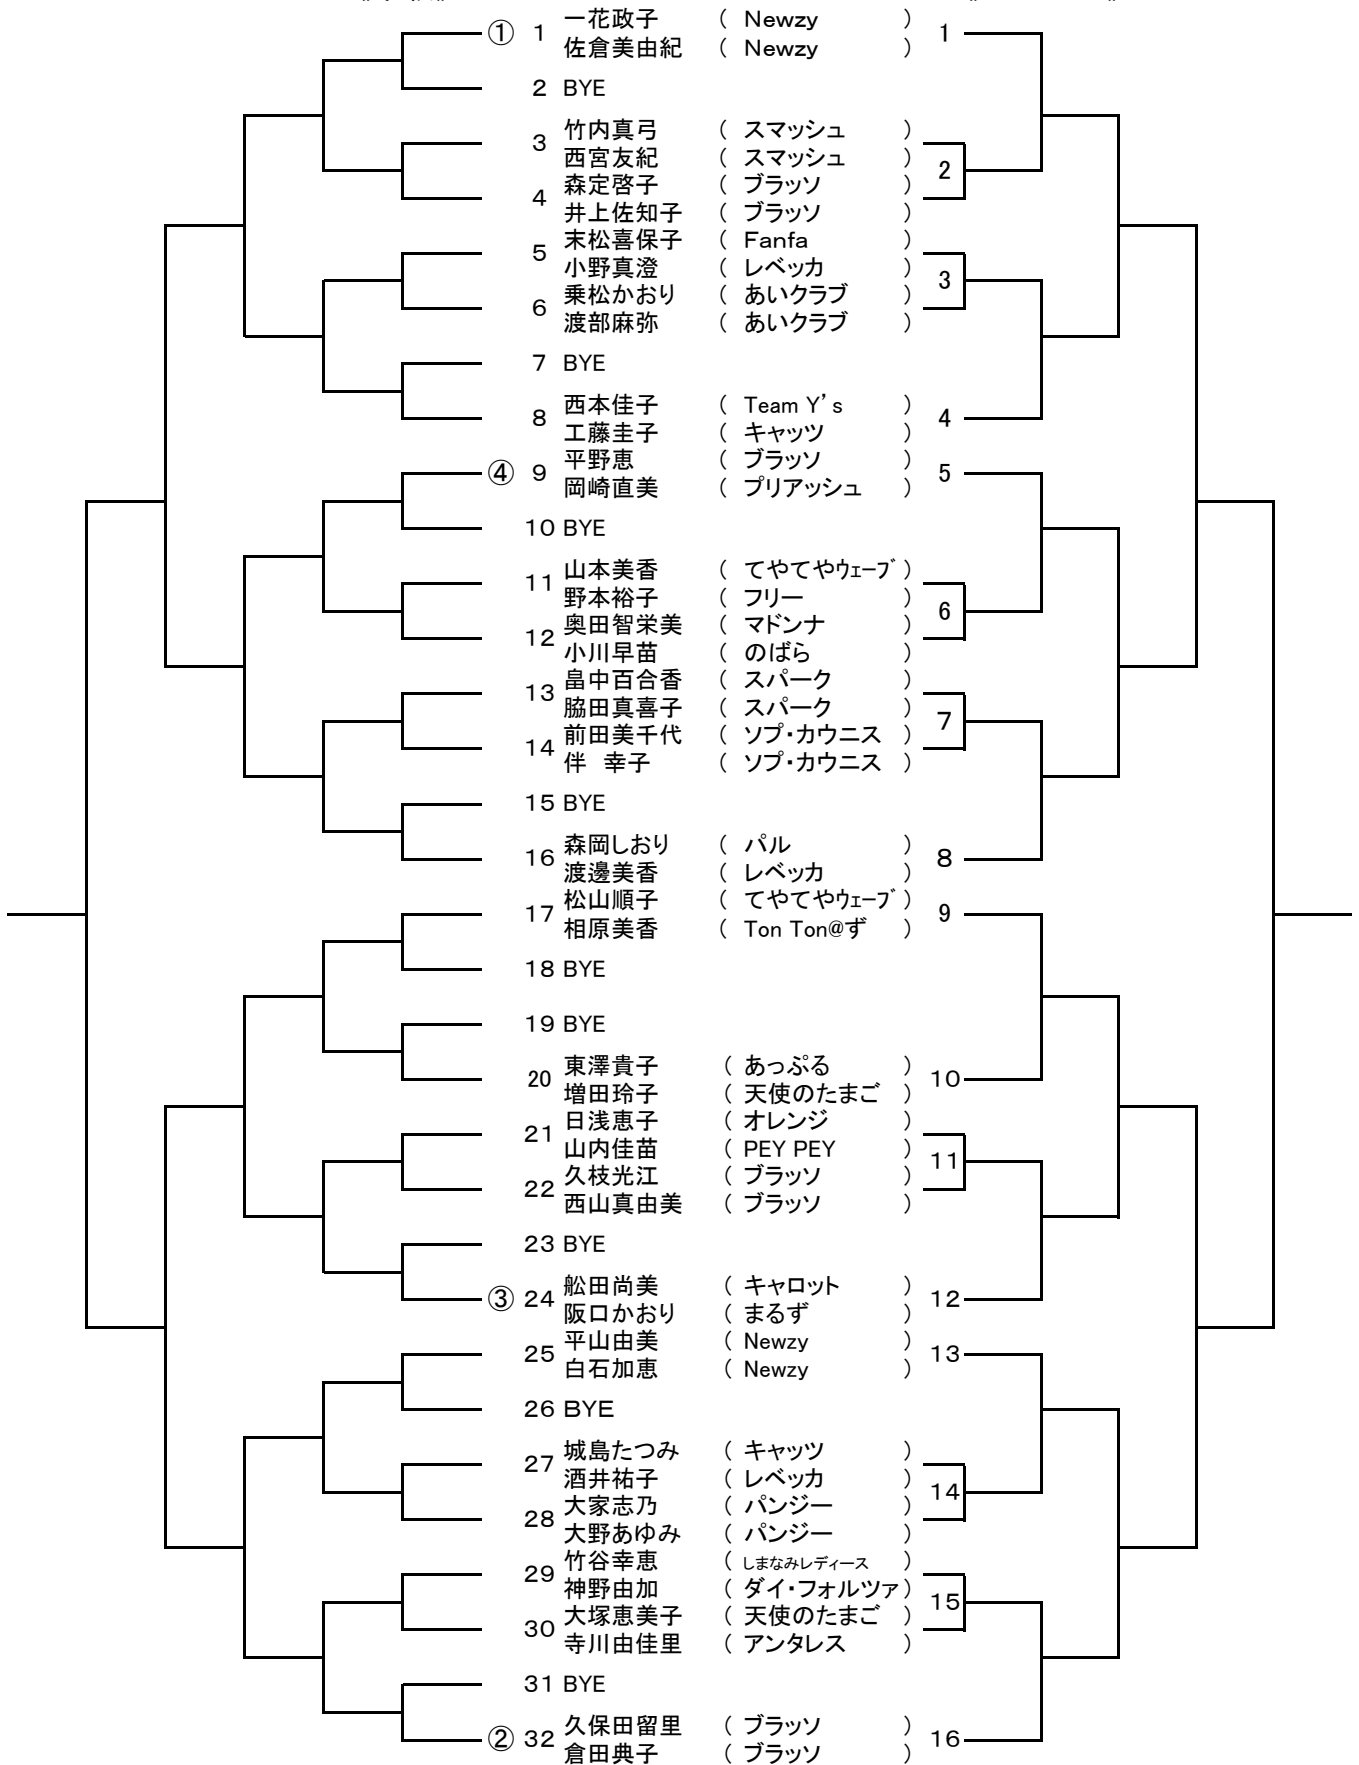 ① 1 一花政子 ( Newzy ) 1
佐倉美由紀 ( Newzy )
2 BYE
3 竹内真弓 ( スマッシュ )
西宮友紀 ( スマッシュ ) 2
4 森定啓子 ( ブラッソ )
井上佐知子 ( ブラッソ )
5 末松喜保子 ( Fanfa )
小野真澄 ( レベッカ ) 3
6 乗松かおり ( あいクラブ )
渡部麻弥 ( あいクラブ )
7 BYE
8 西本佳子 ( Team Y's ) 4
工藤圭子 ( キャッツ )
④ 9 平野恵 ( ブラッソ ) 5
岡崎直美 ( プリアッシュ )
10 BYE
11 山本美香 ( てやてやウェーブ )
野本裕子 ( フリー ) 6
12 奥田智栄美 ( マドンナ )
小川早苗 ( のばら )
13 畠中百合香 ( スパーク )
脇田真喜子 ( スパーク ) 7
14 前田美千代 ( ソプ・カウニス )
伴 幸子 ( ソプ・カウニス )
15 BYE
16 森岡しおり ( パル ) 8
渡邊美香 ( レベッカ )
17 松山順子 ( てやてやウェーブ ) 9
相原美香 ( Ton Ton@ず )
18 BYE
19 BYE
20 東澤貴子 ( あっぷる ) 10
増田玲子 ( 天使のたまご )
21 日浅恵子 ( オレンジ )
山内佳苗 ( PEY PEY ) 11
22 久枝光江 ( ブラッソ )
西山真由美 ( ブラッソ )
23 BYE
③ 24 舩田尚美 ( キャロット ) 12
阪口かおり ( まるず )
25 平山由美 ( Newzy ) 13
白石加恵 ( Newzy )
26 BYE
27 城島たつみ ( キャッツ )
酒井祐子 ( レベッカ ) 14
28 大家志乃 ( パンジー )
大野あゆみ ( パンジー )
29 竹谷幸恵 ( しまなみレディース )
神野由加 ( ダイ・フォルツァ ) 15
30 大塚恵美子 ( 天使のたまご )
寺川由佳里 ( アンタレス )
31 BYE
② 32 久保田留里 ( ブラッソ ) 16
倉田典子 ( ブラッソ )